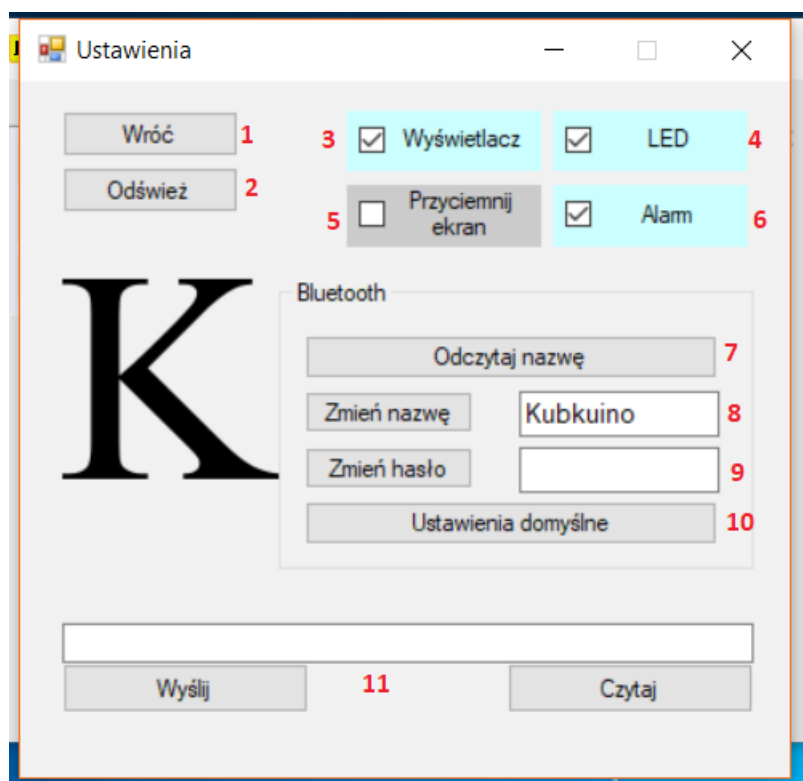 Ustawienia
Wróć 1
3 Wyświetlacz
LED 4
Odśwież 2
5 Przyciemnij
ekran
Alarm 6
K
Bluetooth
Odczytaj nazwę 7
Zmień nazwę Kubkuino 8
Zmień hasło 9
Ustawienia domyślne 10
Wyślij 11 Czytaj